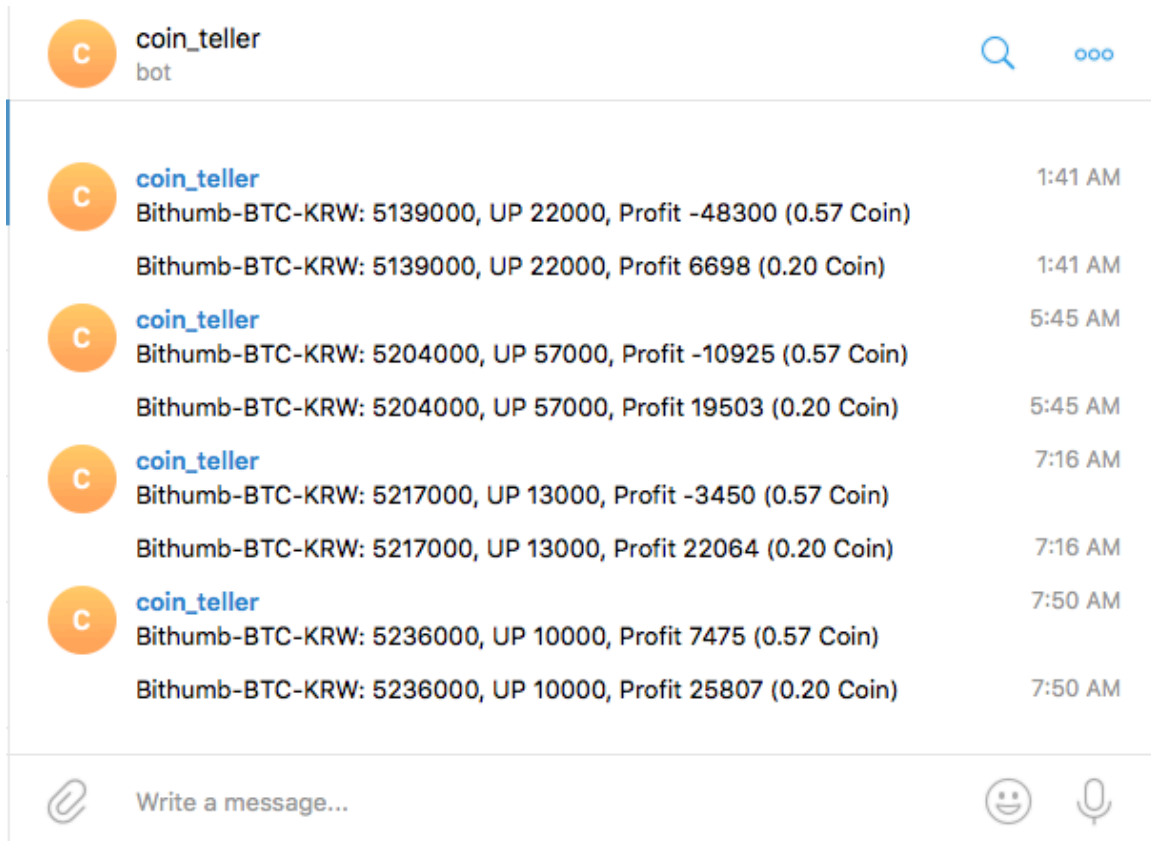 C
coin_teller
bot
ooo
C
coin_teller 1:41 AM
Bithumb-BTC-KRW: 5139000, UP 22000, Profit -48300 (0.57 Coin)
Bithumb-BTC-KRW: 5139000, UP 22000, Profit 6698 (0.20 Coin) 1:41 AM
C
coin_teller 5:45 AM
Bithumb-BTC-KRW: 5204000, UP 57000, Profit -10925 (0.57 Coin)
Bithumb-BTC-KRW: 5204000, UP 57000, Profit 19503 (0.20 Coin) 5:45 AM
C
coin_teller 7:16 AM
Bithumb-BTC-KRW: 5217000, UP 13000, Profit -3450 (0.57 Coin)
Bithumb-BTC-KRW: 5217000, UP 13000, Profit 22064 (0.20 Coin) 7:16 AM
C
coin_teller 7:50 AM
Bithumb-BTC-KRW: 5236000, UP 10000, Profit 7475 (0.57 Coin)
Bithumb-BTC-KRW: 5236000, UP 10000, Profit 25807 (0.20 Coin) 7:50 AM
Write a message...